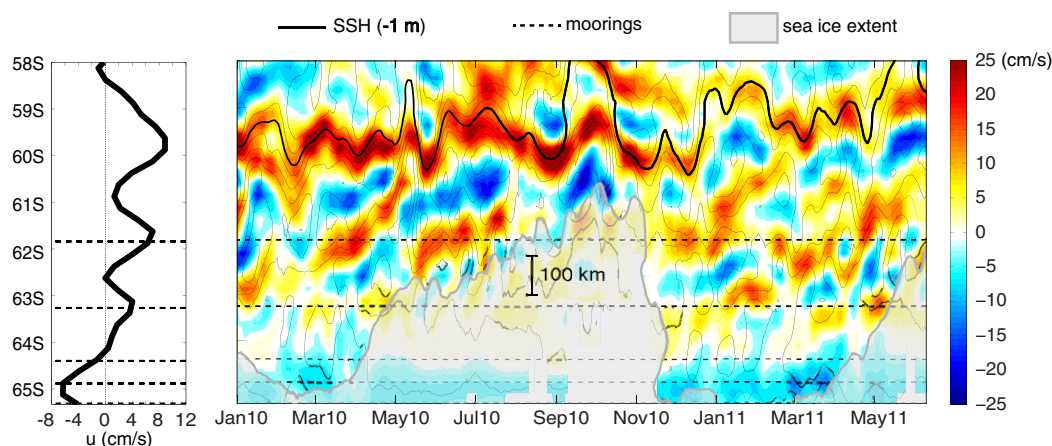 SSH (-1 m) moorings sea ice extent
58S
59S
60S
61S
62S
63S
64S
65S
-8 -4 0 4 8 12
u (cm/s)
100 km
Jan10 Mar10 May10 Jul10 Sep10 Nov10 Jan11 Mar11 May11
25 (cm/s)
20
15
10
5
0
−5
−10
−15
−20
−25